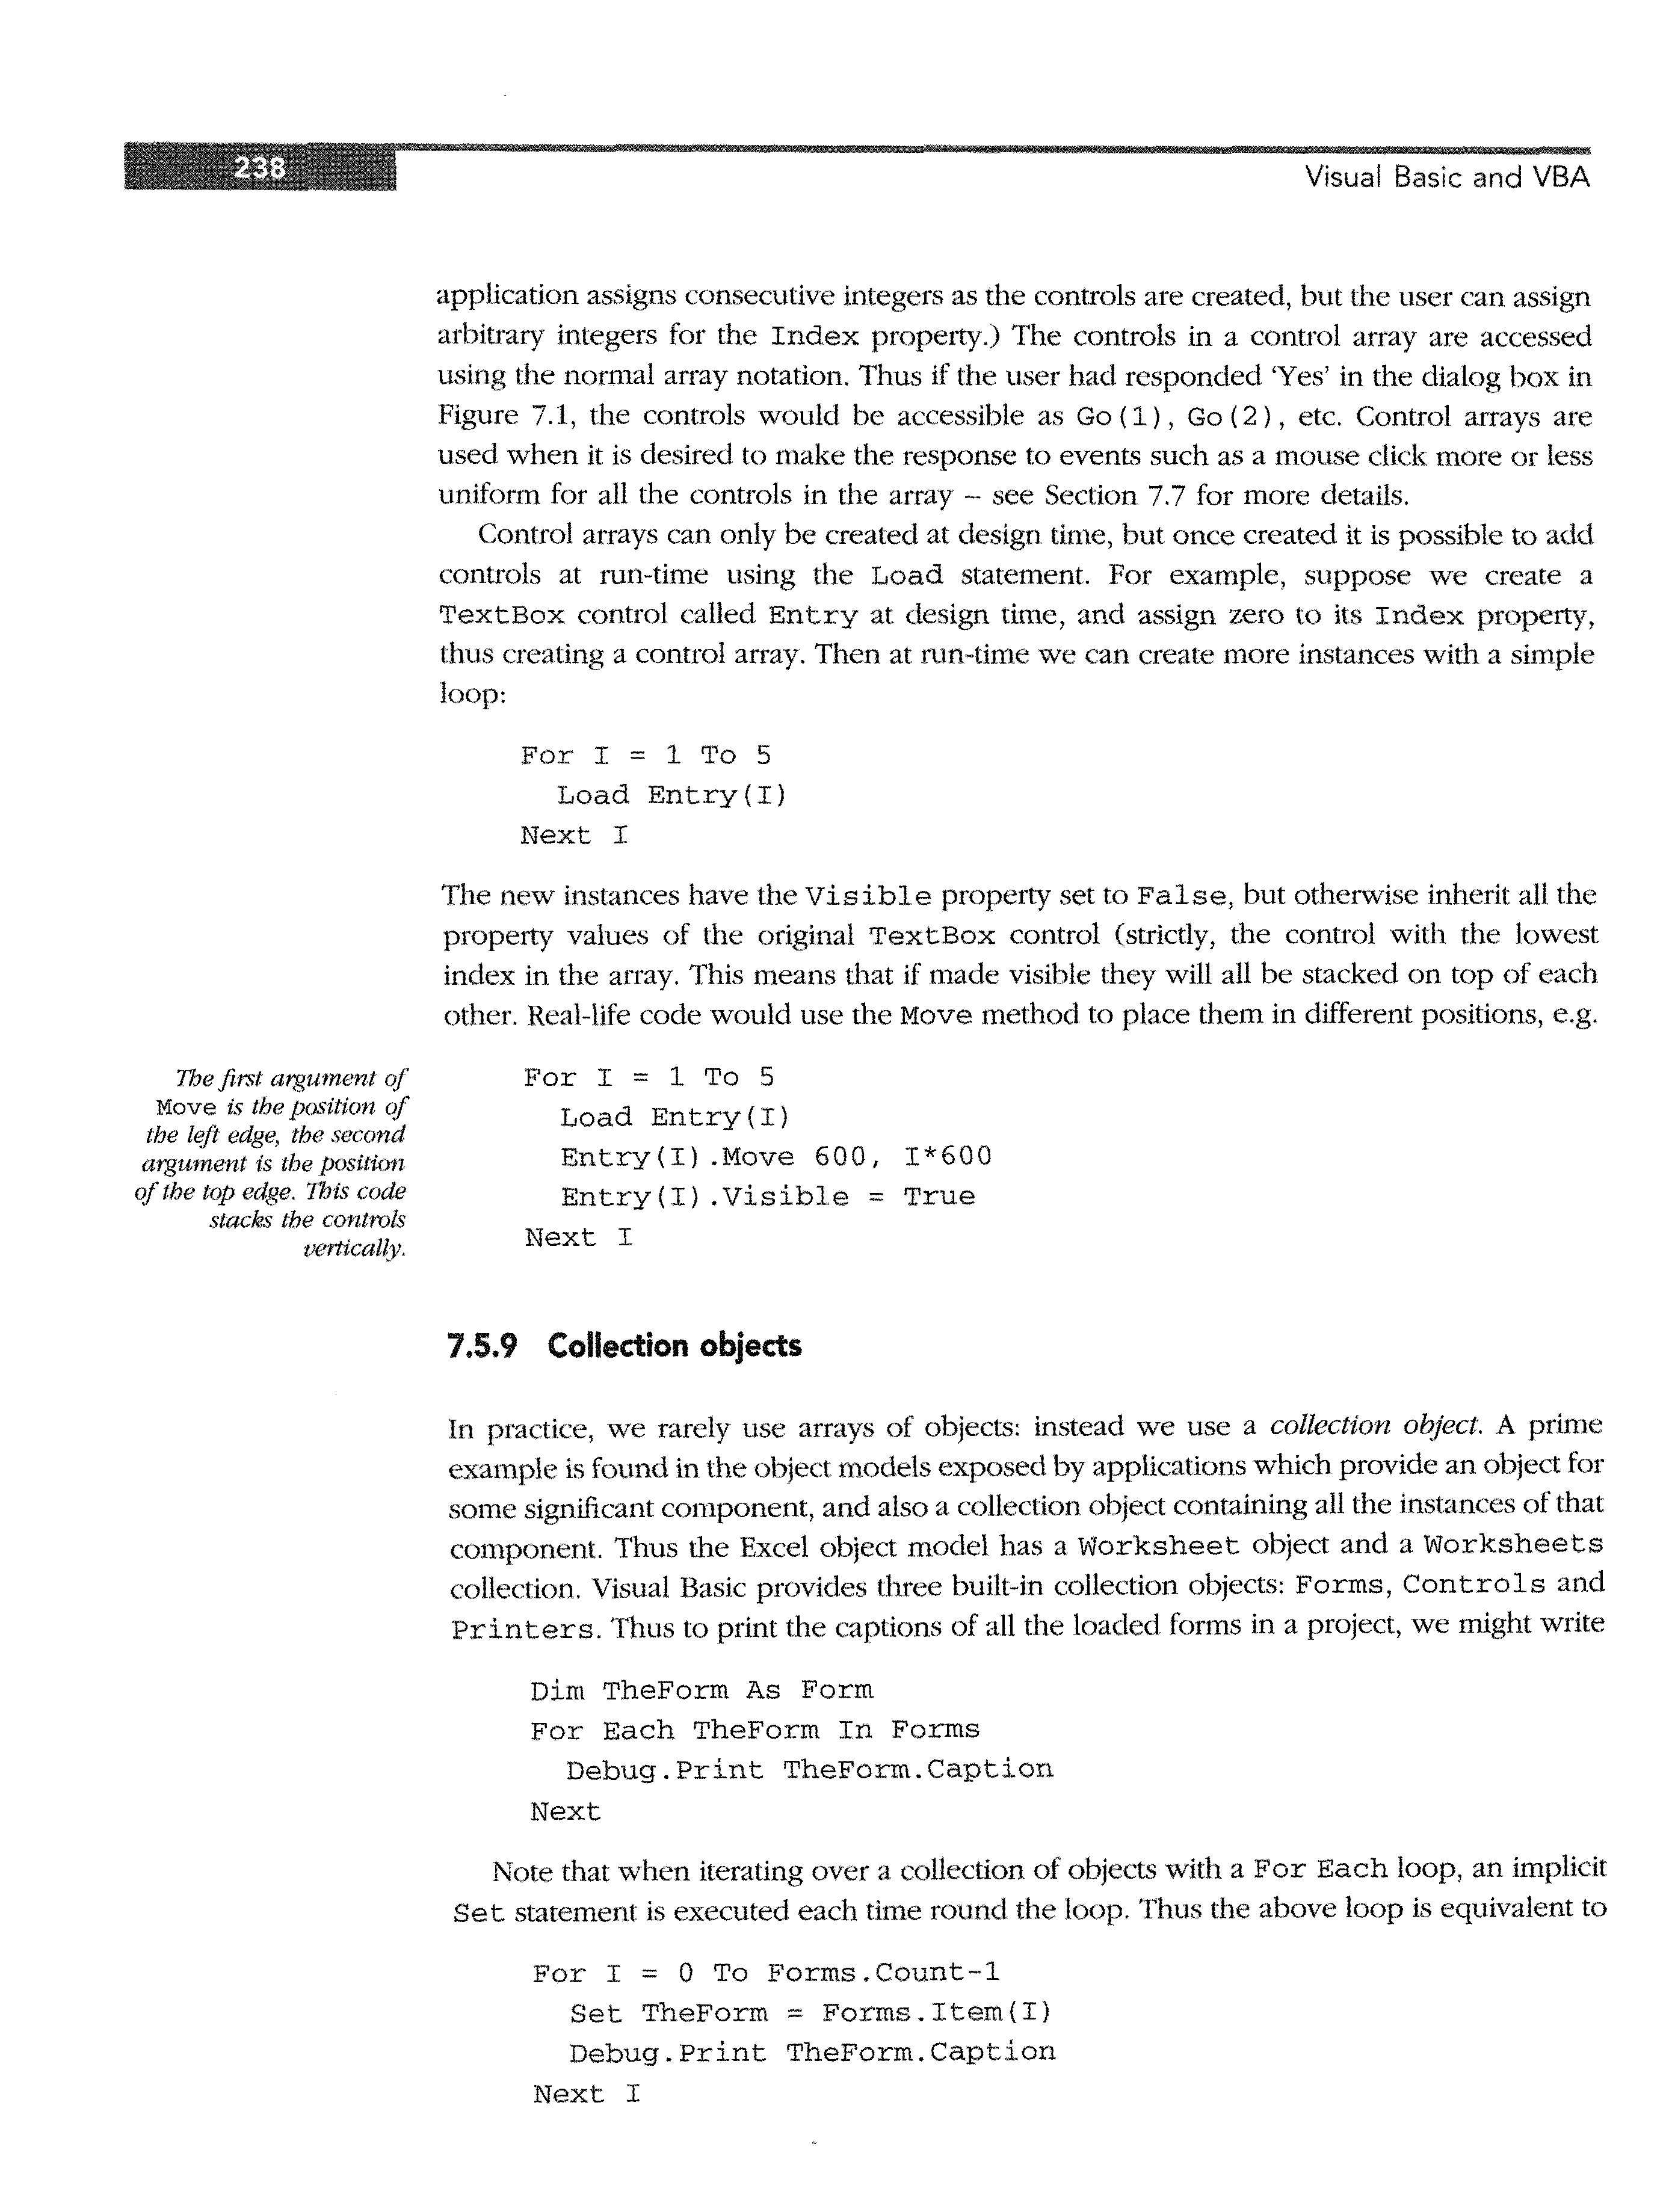 238
Visual Basic and VBA
application assigns consecutive integers as the controls are created, but the user can assign
arbitrary integers for the Index property.) The controls in a control array are accessed
using the normal array notation. Thus if the user had responded ‘Yes’ in the dialog box in
Figure 7.1, the controls would be accessible as Go(1), Go(2), etc. Control arrays are
used when it is desired to make the response to events such as a mouse click more or less
uniform for all the controls in the array – see Section 7.7 for more details.
Control arrays can only be created at design time, but once created it is possible to add
controls at run-time using the Load statement. For example, suppose we create a
TextBox control called Entry at design time, and assign zero to its Index property,
thus creating a control array. Then at run-time we can create more instances with a simple
loop:
For I = 1 To 5
Load Entry(I)
Next I
The new instances have the Visible property set to False, but otherwise inherit all the
property values of the original TextBox control (strictly, the control with the lowest
index in the array. This means that if made visible they will all be stacked on top of each
other. Real-life code would use the Move method to place them in different positions, e.g.
The first argument of
Move is the position of
the left edge, the second
argument is the position
of the top edge. This code
stacks the controls
vertically.
For I = 1 To 5
Load Entry(I)
Entry(I).Move 600, I*600
Entry(I).Visible = True
Next I
7.5.9 Collection objects
In practice, we rarely use arrays of objects: instead we use a collection object. A prime
example is found in the object models exposed by applications which provide an object for
some significant component, and also a collection object containing all the instances of that
component. Thus the Excel object model has a Worksheet object and a Worksheets
collection. Visual Basic provides three built-in collection objects: Forms, Controls and
Printers. Thus to print the captions of all the loaded forms in a project, we might write
Dim TheForm As Form
For Each TheForm In Forms
Debug.Print TheForm.Caption
Next
Note that when iterating over a collection of objects with a For Each loop, an implicit
Set statement is executed each time round the loop. Thus the above loop is equivalent to
For I = 0 To Forms.Count-1
Set TheForm = Forms.Item(I)
Debug.Print TheForm.Caption
Next I